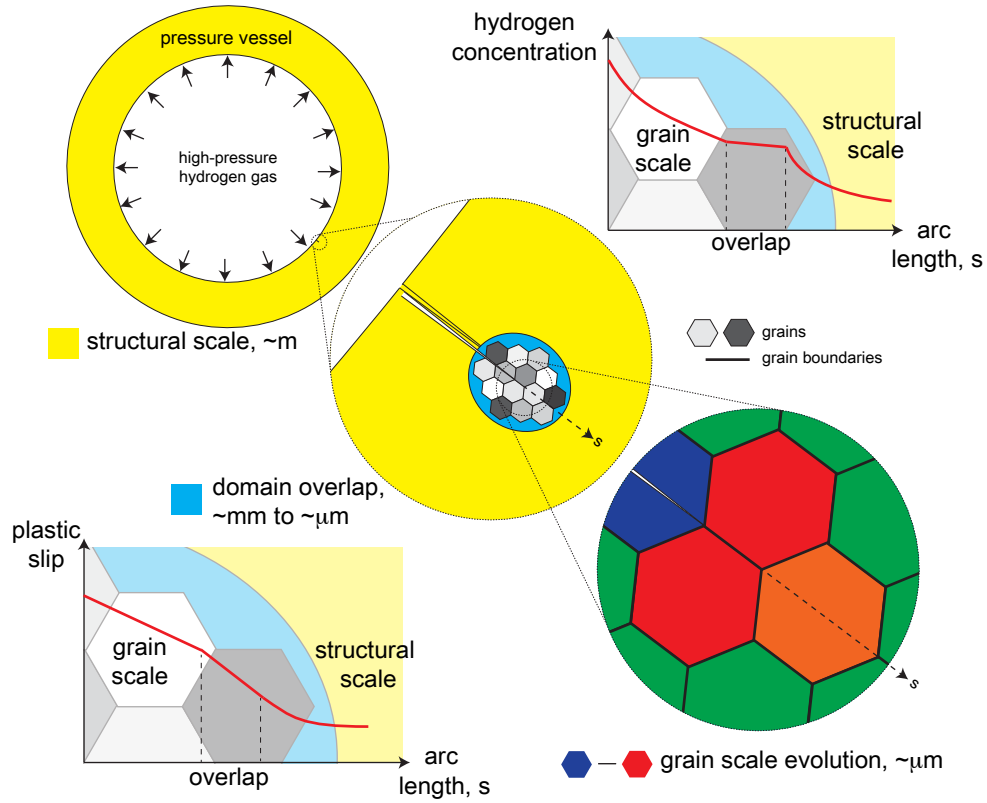 pressure vessel
high-pressure
hydrogen gas
structural scale, ~m
hydrogen
concentration
grain
scale
structural
scale
overlap
arc
length, s
grains
grain boundaries
s
domain overlap,
~mm to ~μm
plastic
slip
grain
scale
structural
scale
overlap
arc
length, s
s
grain scale evolution, ~μm